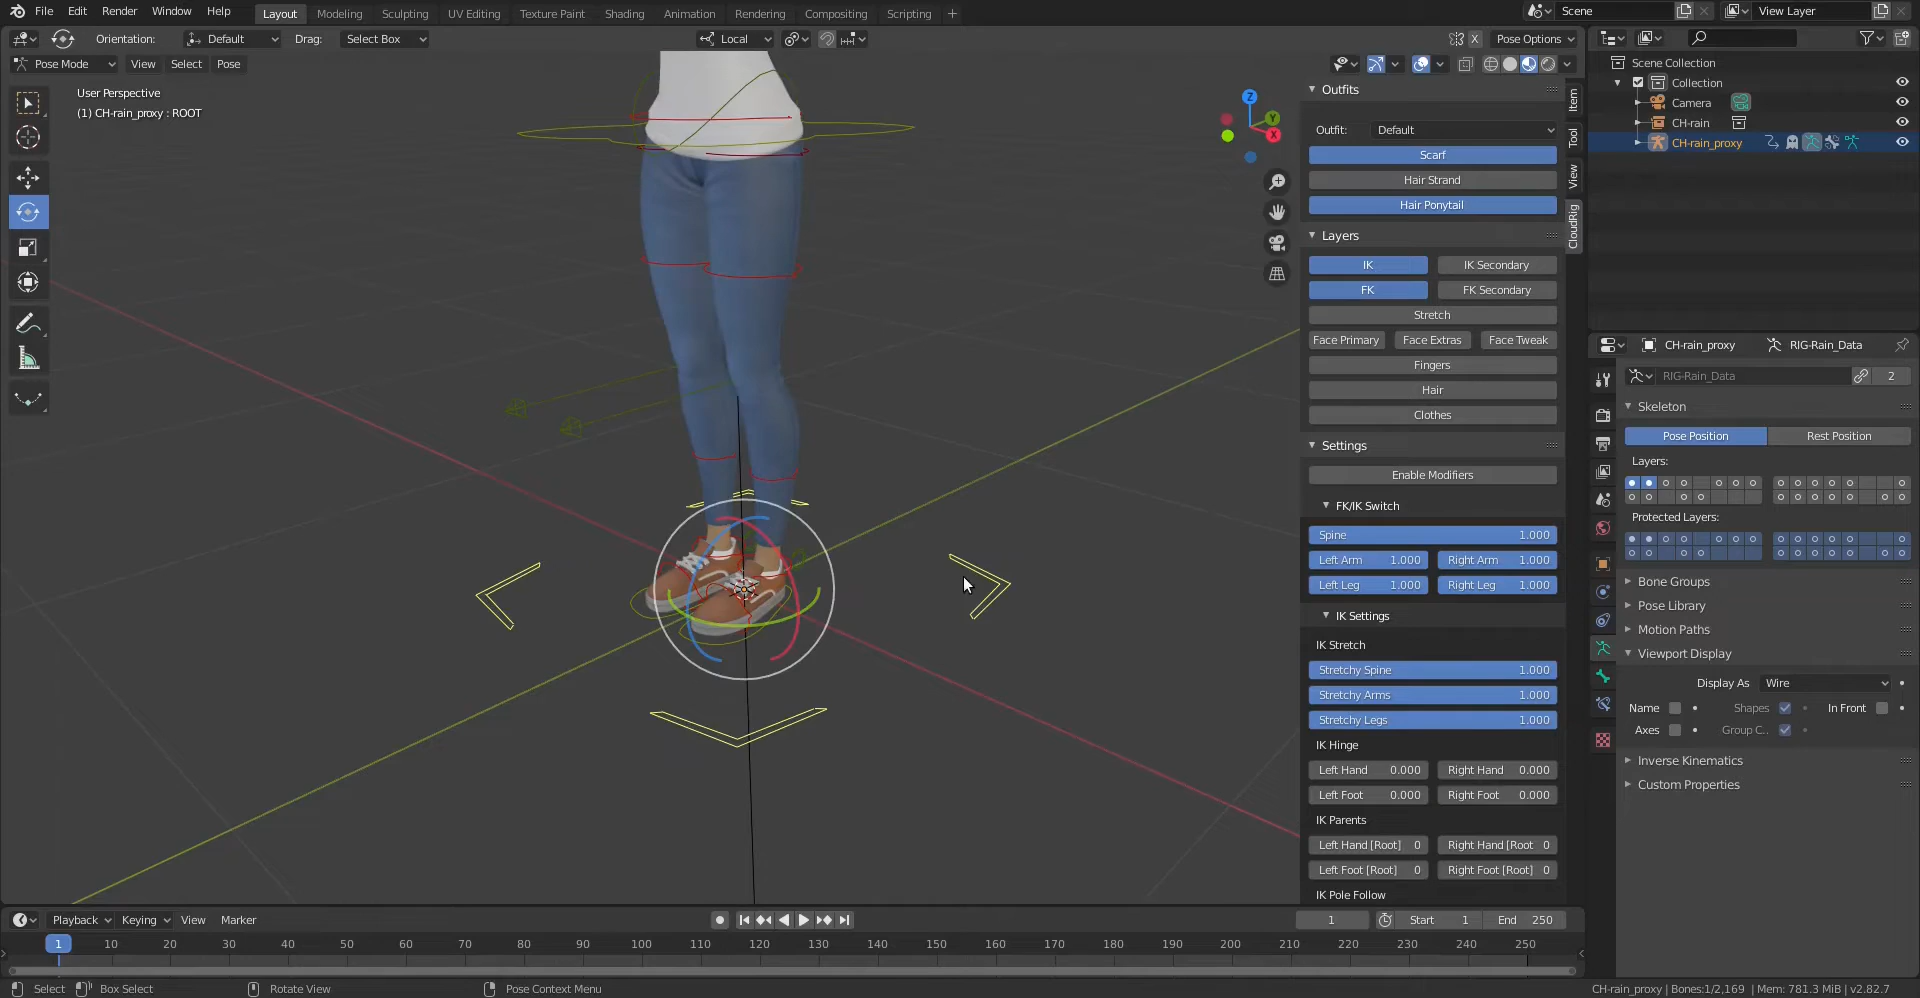 File Edit Render Window Help Layout Modeling Sculpting UV Editing Texture Paint Shading Animation Rendering Compositing Scripting + Scene View Layer
Orientation: Default Drag: Select Box Local X Pose Options
Pose Mode View Select Pose
User Perspective
(1) CH-rain_proxy : ROOT
Z
Y
X
Outfits
Outfit: Default
Scarf
Hair Strand
Hair Ponytail
Layers
IK IK Secondary
FK FK Secondary
Stretch
Face Primary Face Extras Face Tweak
Fingers
Hair
Clothes
Settings
Enable Modifiers
FK/IK Switch
Spine 1.000
Left Arm 1.000 Right Arm 1.000
Left Leg 1.000 Right Leg 1.000
IK Settings
IK Stretch
Stretchy Spine 1.000
Stretchy Arms 1.000
Stretchy Legs 1.000
IK Hinge
Left Hand 0.000 Right Hand 0.000
Left Foot 0.000 Right Foot 0.000
IK Parents
Left Hand [Root] 0 Right Hand [Root 0
Left Foot [Root] 0 Right Foot [Root] 0
IK Pole Follow
Item
Tool
View
CloudRig
Scene Collection
Collection
Camera
CH-rain
CH-rain_proxy
CH-rain_proxy RIG-Rain_Data
RIG-Rain_Data 2
Skeleton
Pose Position Rest Position
Layers:
Protected Layers:
Bone Groups
Pose Library
Motion Paths
Viewport Display
Display As Wire
Name Shapes In Front
Axes Group C..
Inverse Kinematics
Custom Properties
Playback Keying View Marker 1 Start 1 End 250
1 10 20 30 40 50 60 70 80 90 100 110 120 130 140 150 160 170 180 190 200 210 220 230 240 250
Select Box Select Rotate View Pose Context Menu CH-rain_proxy | Bones:1/2,169 | Mem: 781.3 MiB | v2.82.7